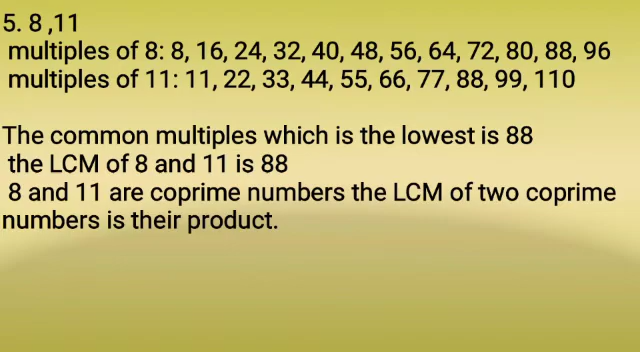 5. 8 ,11
multiples of 8: 8, 16, 24, 32, 40, 48, 56, 64, 72, 80, 88, 96
multiples of 11: 11, 22, 33, 44, 55, 66, 77, 88, 99, 110
The common multiples which is the lowest is 88
the LCM of 8 and 11 is 88
8 and 11 are coprime numbers the LCM of two coprime
numbers is their product.